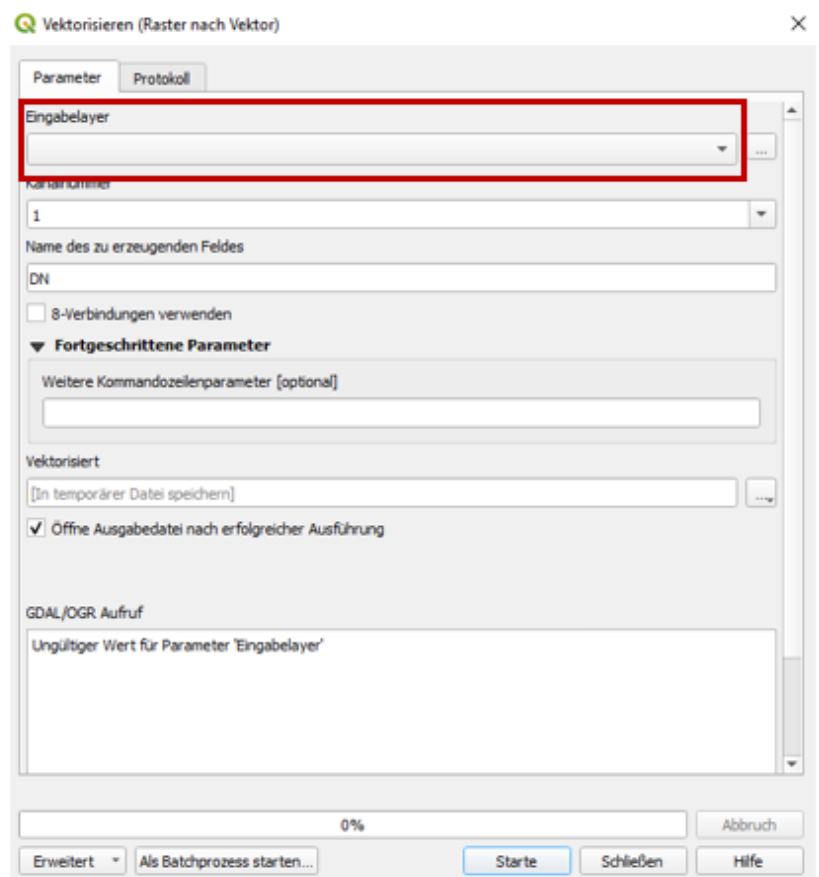 Vektorisieren (Raster nach Vektor)
Parameter Protokoll
Eingabelayer
...
Kanalnummer
1
Name des zu erzeugenden Feldes
DN
8-Verbindungen verwenden
Fortgeschrittene Parameter
Weitere Kommandozeilenparameter [optional]
Vektorisiert
[In temporärer Datei speichern]
...
Öffne Ausgabedatei nach erfolgreicher Ausführung
GDAL/OGR Aufruf
Ungültiger Wert für Parameter 'Eingabelayer'
0% Abbruch
Erweitert Als Batchprozess starten... Starte Schließen Hilfe